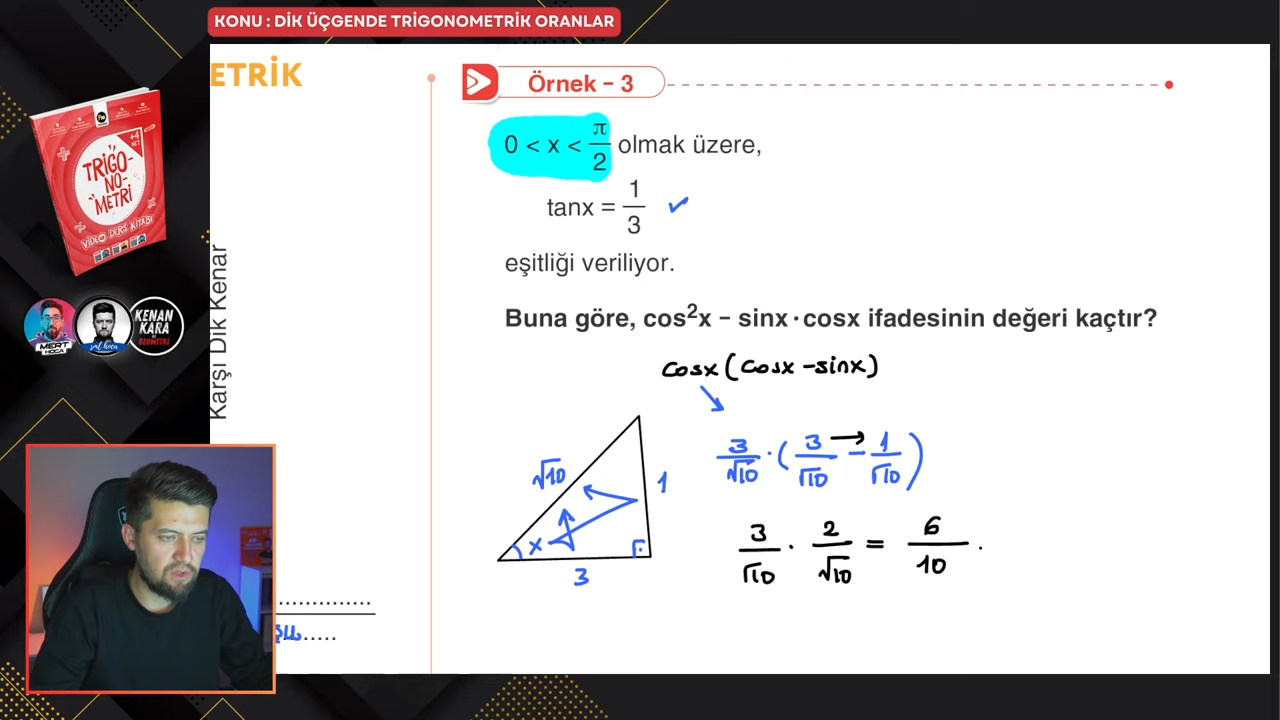 KONU : DİK ÜÇGENDE TRİGONOMETRİK ORANLAR
ETRİK
+4 NET
TRİGO-
NO-
METRİ
VİDEO DERS KİTABI
MERT HOCA
KENAN KARA
GEOMETRİ
Karşı Dik Kenar
Örnek – 3
0 < x < π/2 olmak üzere,
tanx = 1/3 ✓
eşitliği veriliyor.
Buna göre, cos²x – sinx · cosx ifadesinin değeri kaçtır?
cosx (cosx – sinx)
3/√10 · ( 3/√10 – 1/√10 )
√10
1
x
3
3/√10 · 2/√10 = 6/10 .
..............
.....